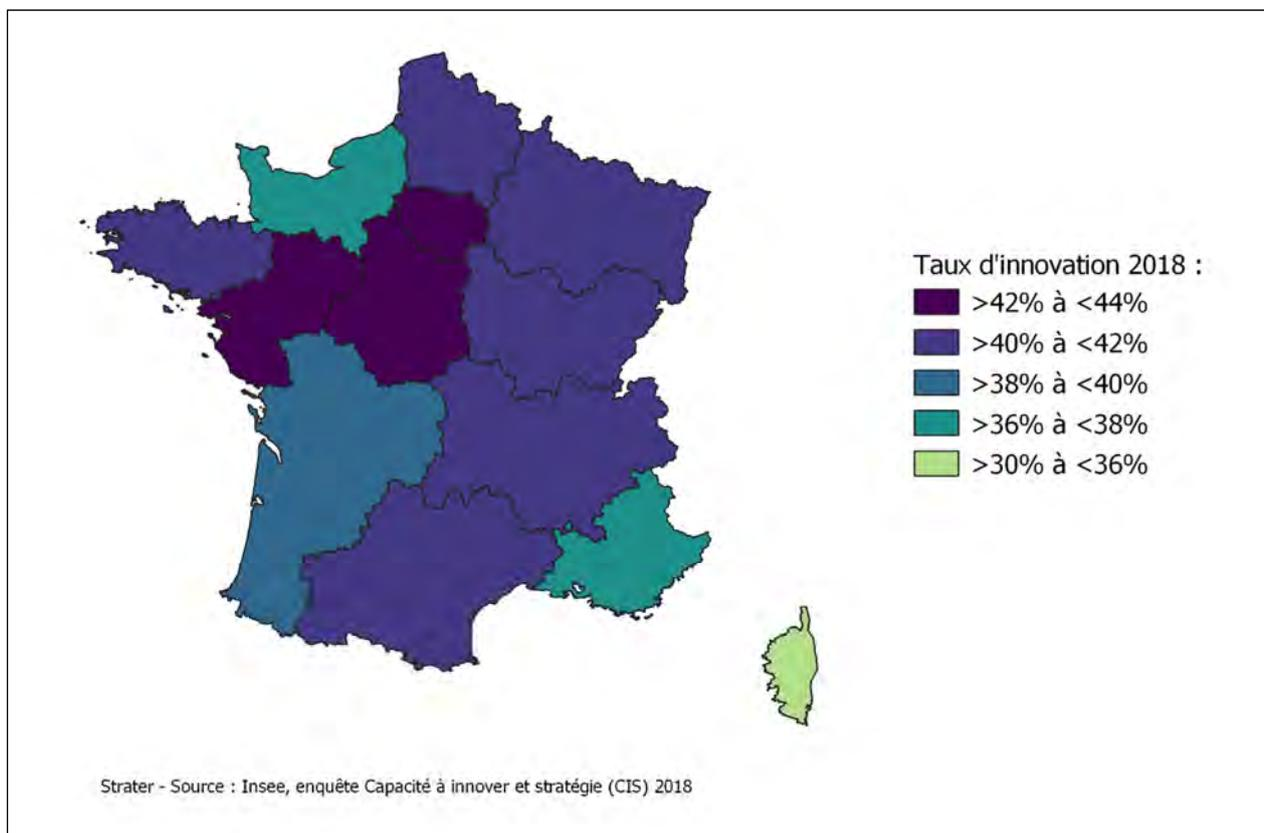 Taux d'innovation 2018 :
>42% à <44%
>40% à <42%
>38% à <40%
>36% à <38%
>30% à <36%
Strater - Source : Insee, enquête Capacité à innover et stratégie (CIS) 2018